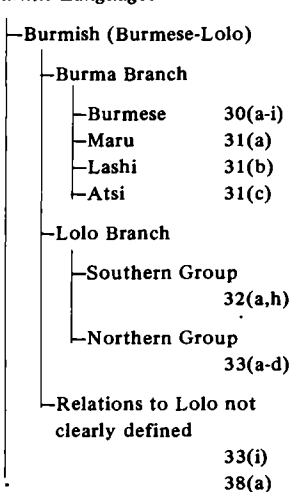 Burmish (Burmese-Lolo)
Burma Branch
Burmese 30(a-i)
Maru 31(a)
Lashi 31(b)
Atsi 31(c)
Lolo Branch
Southern Group
32(a,h)
Northern Group
33(a-d)
Relations to Lolo not
clearly defined
33(i)
38(a)